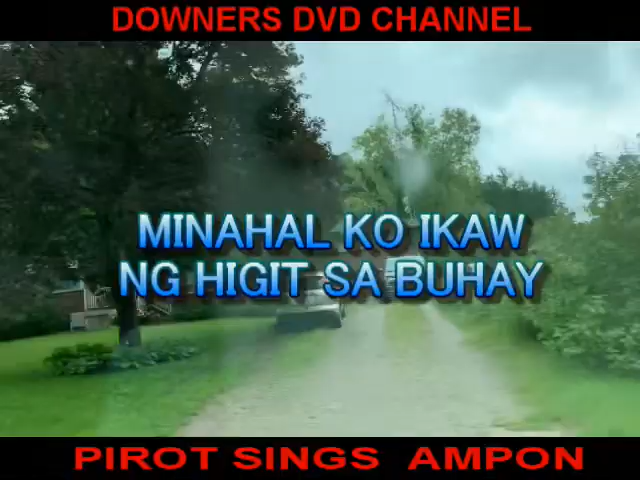 DOWNERS DVD CHANNEL
MINAHAL KO IKAW
NG HIGIT SA BUHAY
PIROT SINGS AMPON